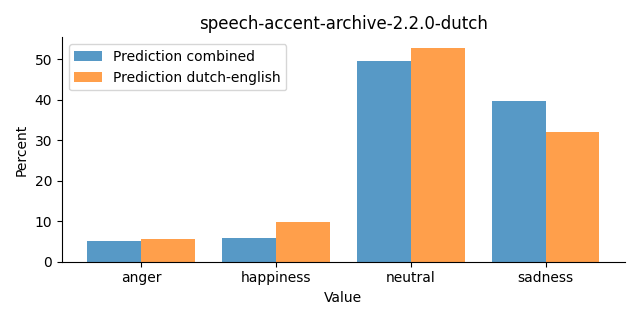 speech-accent-archive-2.2.0-dutch
Prediction combined
Prediction dutch-english
Percent
50
40
30
20
10
0
anger happiness neutral sadness
Value